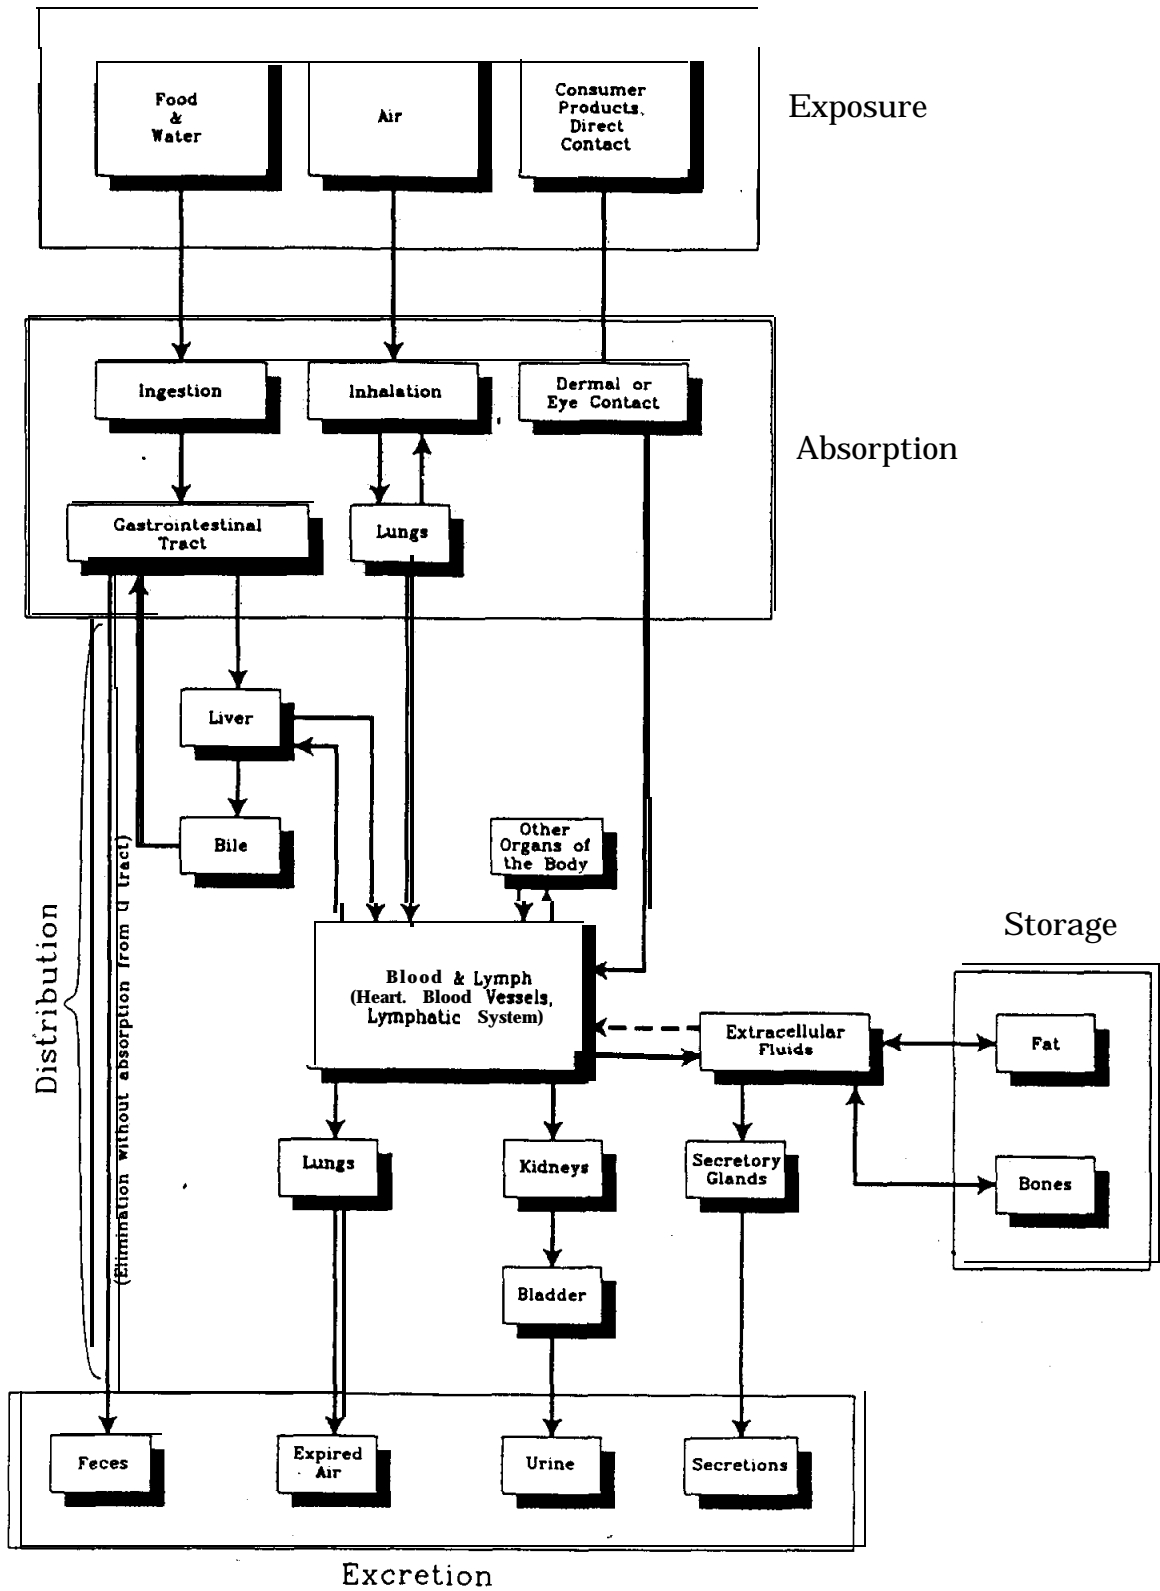 Food
&
Water
Air
Consumer
Products,
Direct
Contact
Exposure
Ingestion
Inhalation
Dermal or
Eye Contact
Absorption
Gastrointestinal
Tract
Lungs
Liver
Bile
Other
Organs of
the Body
Distribution
(Elimination without absorption from GI tract)
Blood & Lymph
(Heart. Blood Vessels,
Lymphatic System)
Storage
Extracellular
Fluids
Fat
Lungs
Kidneys
Secretory
Glands
Bones
Bladder
Feces
Expired
Air
Urine
Secretions
Excretion